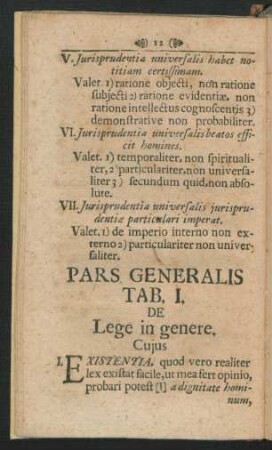 12
V. Jurisprudentia universalis habet no-
titiam certissimam.
Valet 1) ratione objecti, non ratione
subjecti 2) ratione evidentiæ, non
ratione intellectus cognoscentis 3)
demonstrative non probabiliter.
VI. Jurisprudentia universalis beatos effi-
cit homines.
Valet. 1) temporaliter, non spirituali-
ter, 2) particulariter, non universa-
liter 3) secundum quid, non abso-
lute.
VII. Jurisprudentia universalis jurispru-
dentiæ particulari imperat.
Valet. 1) de imperio interno non ex-
terno 2) particulariter non univer-
saliter.
PARS GENERALIS
TAB. I.
DE
Lege in genere.
Cujus
I. EXISTENTIA. quod vero realiter
lex existat facile, ut mea fert opinio,
probari potest [1] a dignitate homi-
num,